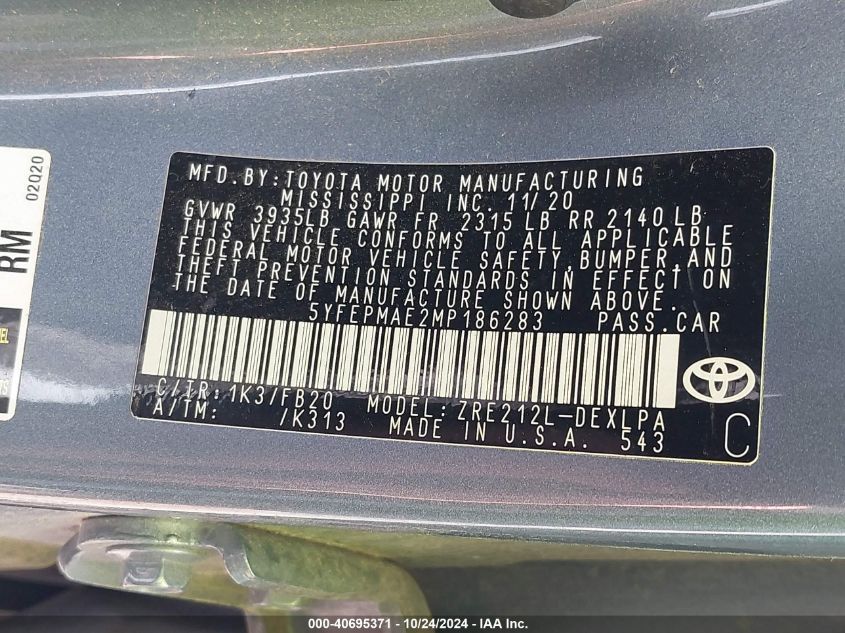 02Q20
RM
MFD.BY:TOYOTA MOTOR MANUFACTURING
MISSISSIPPI INC. 11/20
GVWR 3935LB GAWR FR 2315 LB RR 2140 LB
THIS VEHICLE CONFORMS TO ALL APPLICABLE
FEDERAL MOTOR VEHICLE SAFETY,BUMPER,AND
THEFT PREVENTION STANDARDS IN EFFECT ON
THE DATE OF MANUFACTURE SHOWN ABOVE.
5YFEPMAE2MP186283 PASS.CAR
C/TR:1K3/FB20 MODEL:ZRE212L-DEXLPA
A/TM: /K313 MADE IN U.S.A. 543
C
000-40695371 - 10/24/2024 - IAA Inc.